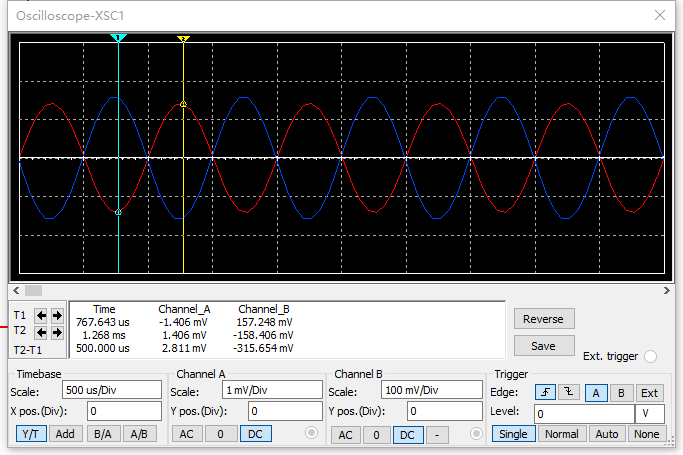 Oscilloscope-XSC1
1
2
Time Channel_A Channel_B
T1 767.643 us -1.406 mV 157.248 mV
T2 1.268 ms 1.406 mV -158.406 mV
T2-T1 500.000 us 2.811 mV -315.654 mV
Reverse
Save
Ext. trigger
Timebase
Scale: 500 us/Div
X pos.(Div): 0
Y/T Add B/A A/B
Channel A
Scale: 1 mV/Div
Y pos.(Div): 0
AC 0 DC
Channel B
Scale: 100 mV/Div
Y pos.(Div): 0
AC 0 DC -
Trigger
Edge: A B Ext
Level: 0 V
Single Normal Auto None